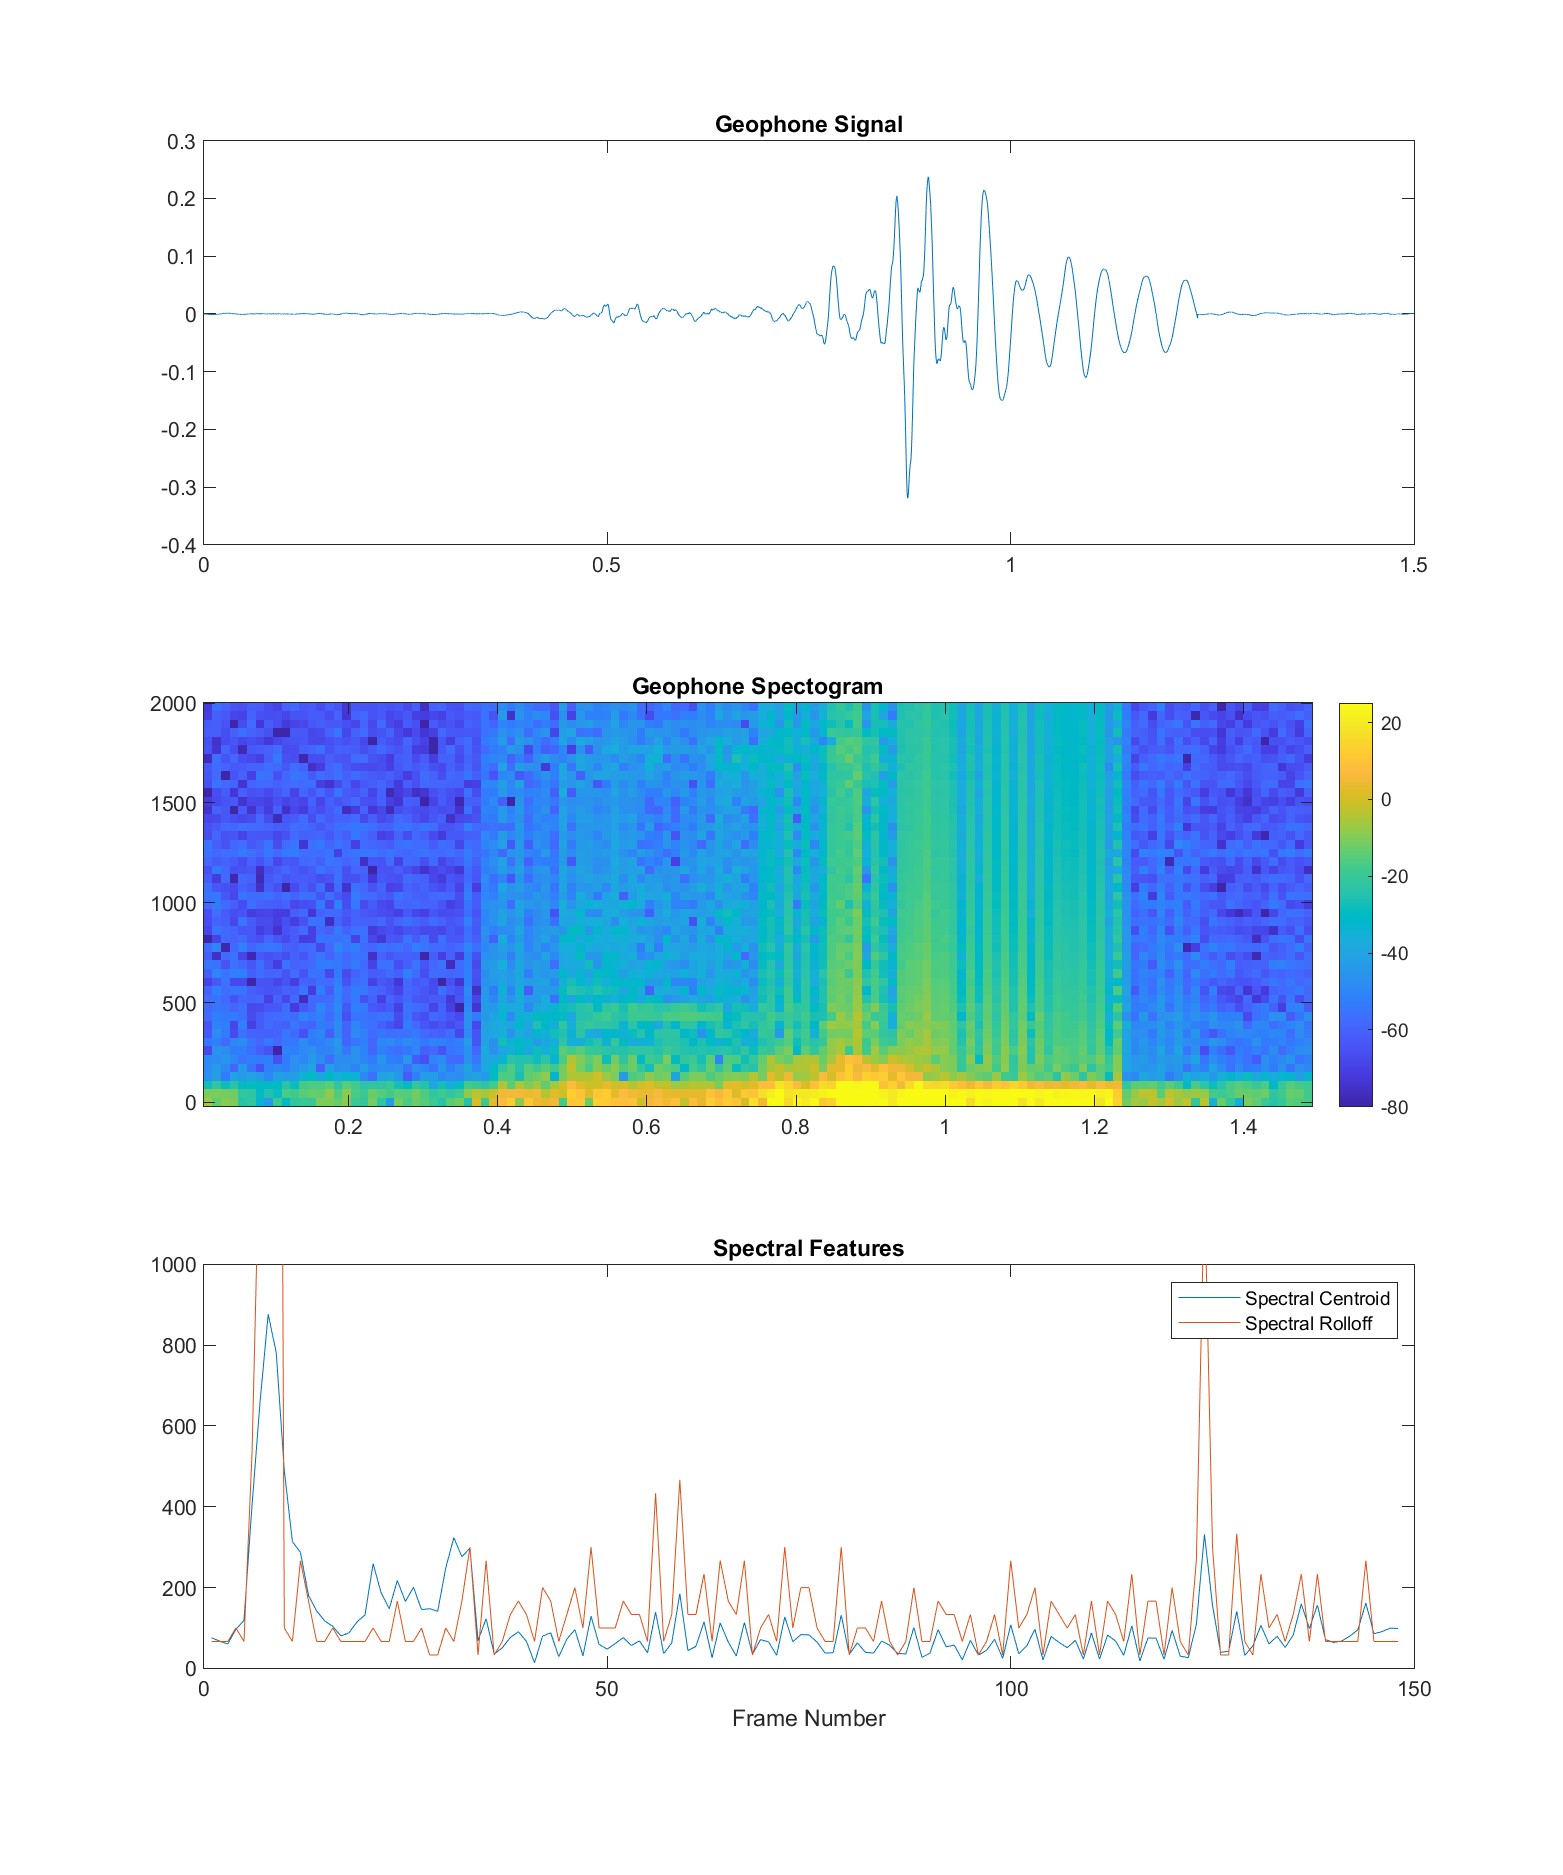 Geophone Signal
0.3
0.2
0.1
0
-0.1
-0.2
-0.3
-0.4
0 0.5 1 1.5
Geophone Spectogram
2000
1500
1000
500
0
0.2 0.4 0.6 0.8 1 1.2 1.4
20
0
-20
-40
-60
-80
Spectral Features
1000
800
600
400
200
0
Spectral Centroid
Spectral Rolloff
0 50 100 150
Frame Number